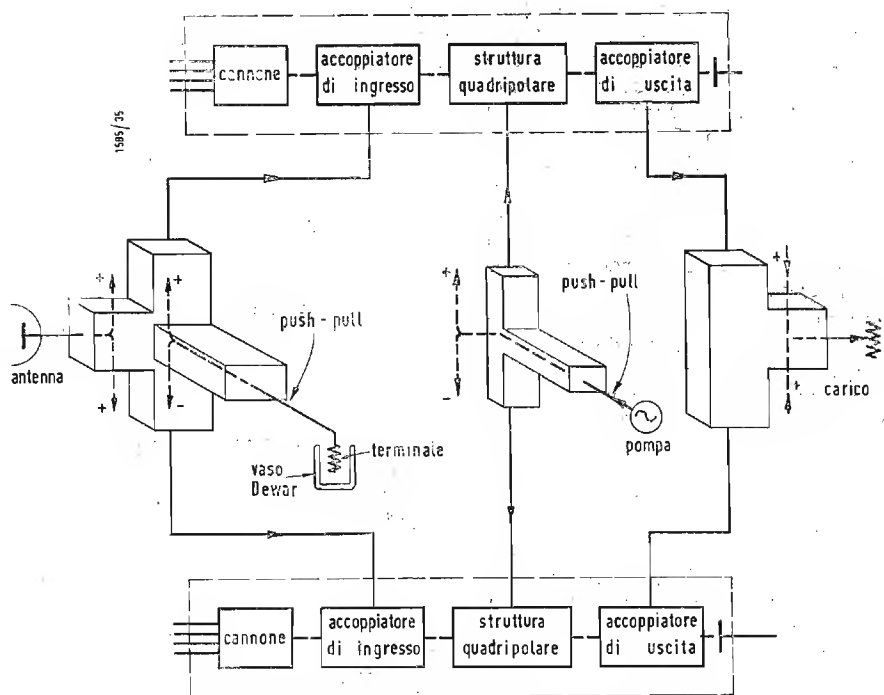 cannone
accoppiatore
di ingresso
struttura
quadripolare
accoppiatore
di uscita
1585/35
+
+
+
-
push-pull
antenna
vaso
Dewar
terminale
+
-
push-pull
pompa
+
+
carico
cannone
accoppiatore
di ingresso
struttura
quadripolare
accoppiatore
di uscita